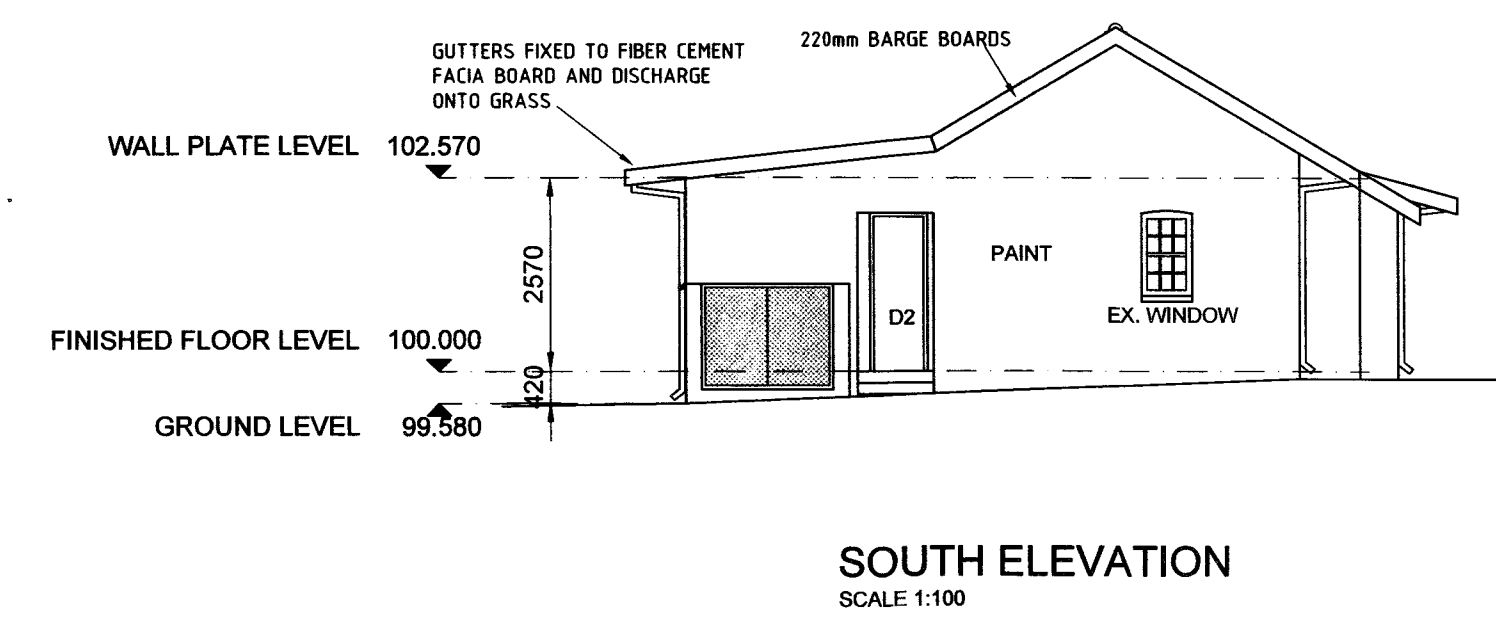 GUTTERS FIXED TO FIBER CEMENT
FACIA BOARD AND DISCHARGE
ONTO GRASS
220mm BARGE BOARDS
WALL PLATE LEVEL 102.570
2570
PAINT
D2
EX. WINDOW
FINISHED FLOOR LEVEL 100.000
420
GROUND LEVEL 99.580
SOUTH ELEVATION
SCALE 1:100